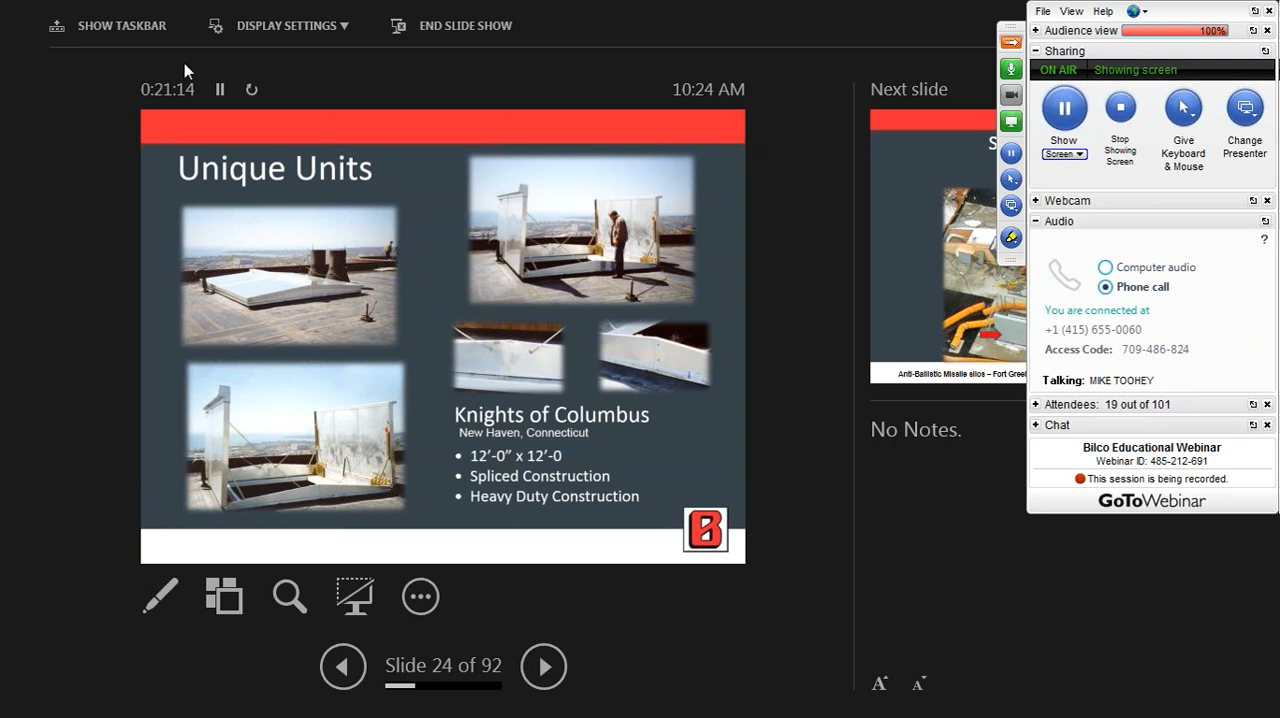 SHOW TASKBAR
DISPLAY SETTINGS
END SLIDE SHOW
0:21:14
10:24 AM
Unique Units
Knights of Columbus
New Haven, Connecticut
• 12’-0” x 12’-0
• Spliced Construction
• Heavy Duty Construction
B
Slide 24 of 92
Next slide
S
Anti-Ballistic Missile silos – Fort Greel
No Notes.
A
A
File View Help
Audience view 100%
Sharing
ON AIR Showing screen
Show
Screen
Stop
Showing
Screen
Give
Keyboard
& Mouse
Change
Presenter
Webcam
Audio
?
Computer audio
Phone call
You are connected at
+1 (415) 655-0060
Access Code: 709-486-824
Talking: MIKE TOOHEY
Attendees: 19 out of 101
Chat
Bilco Educational Webinar
Webinar ID: 485-212-691
This session is being recorded.
GoToWebinar